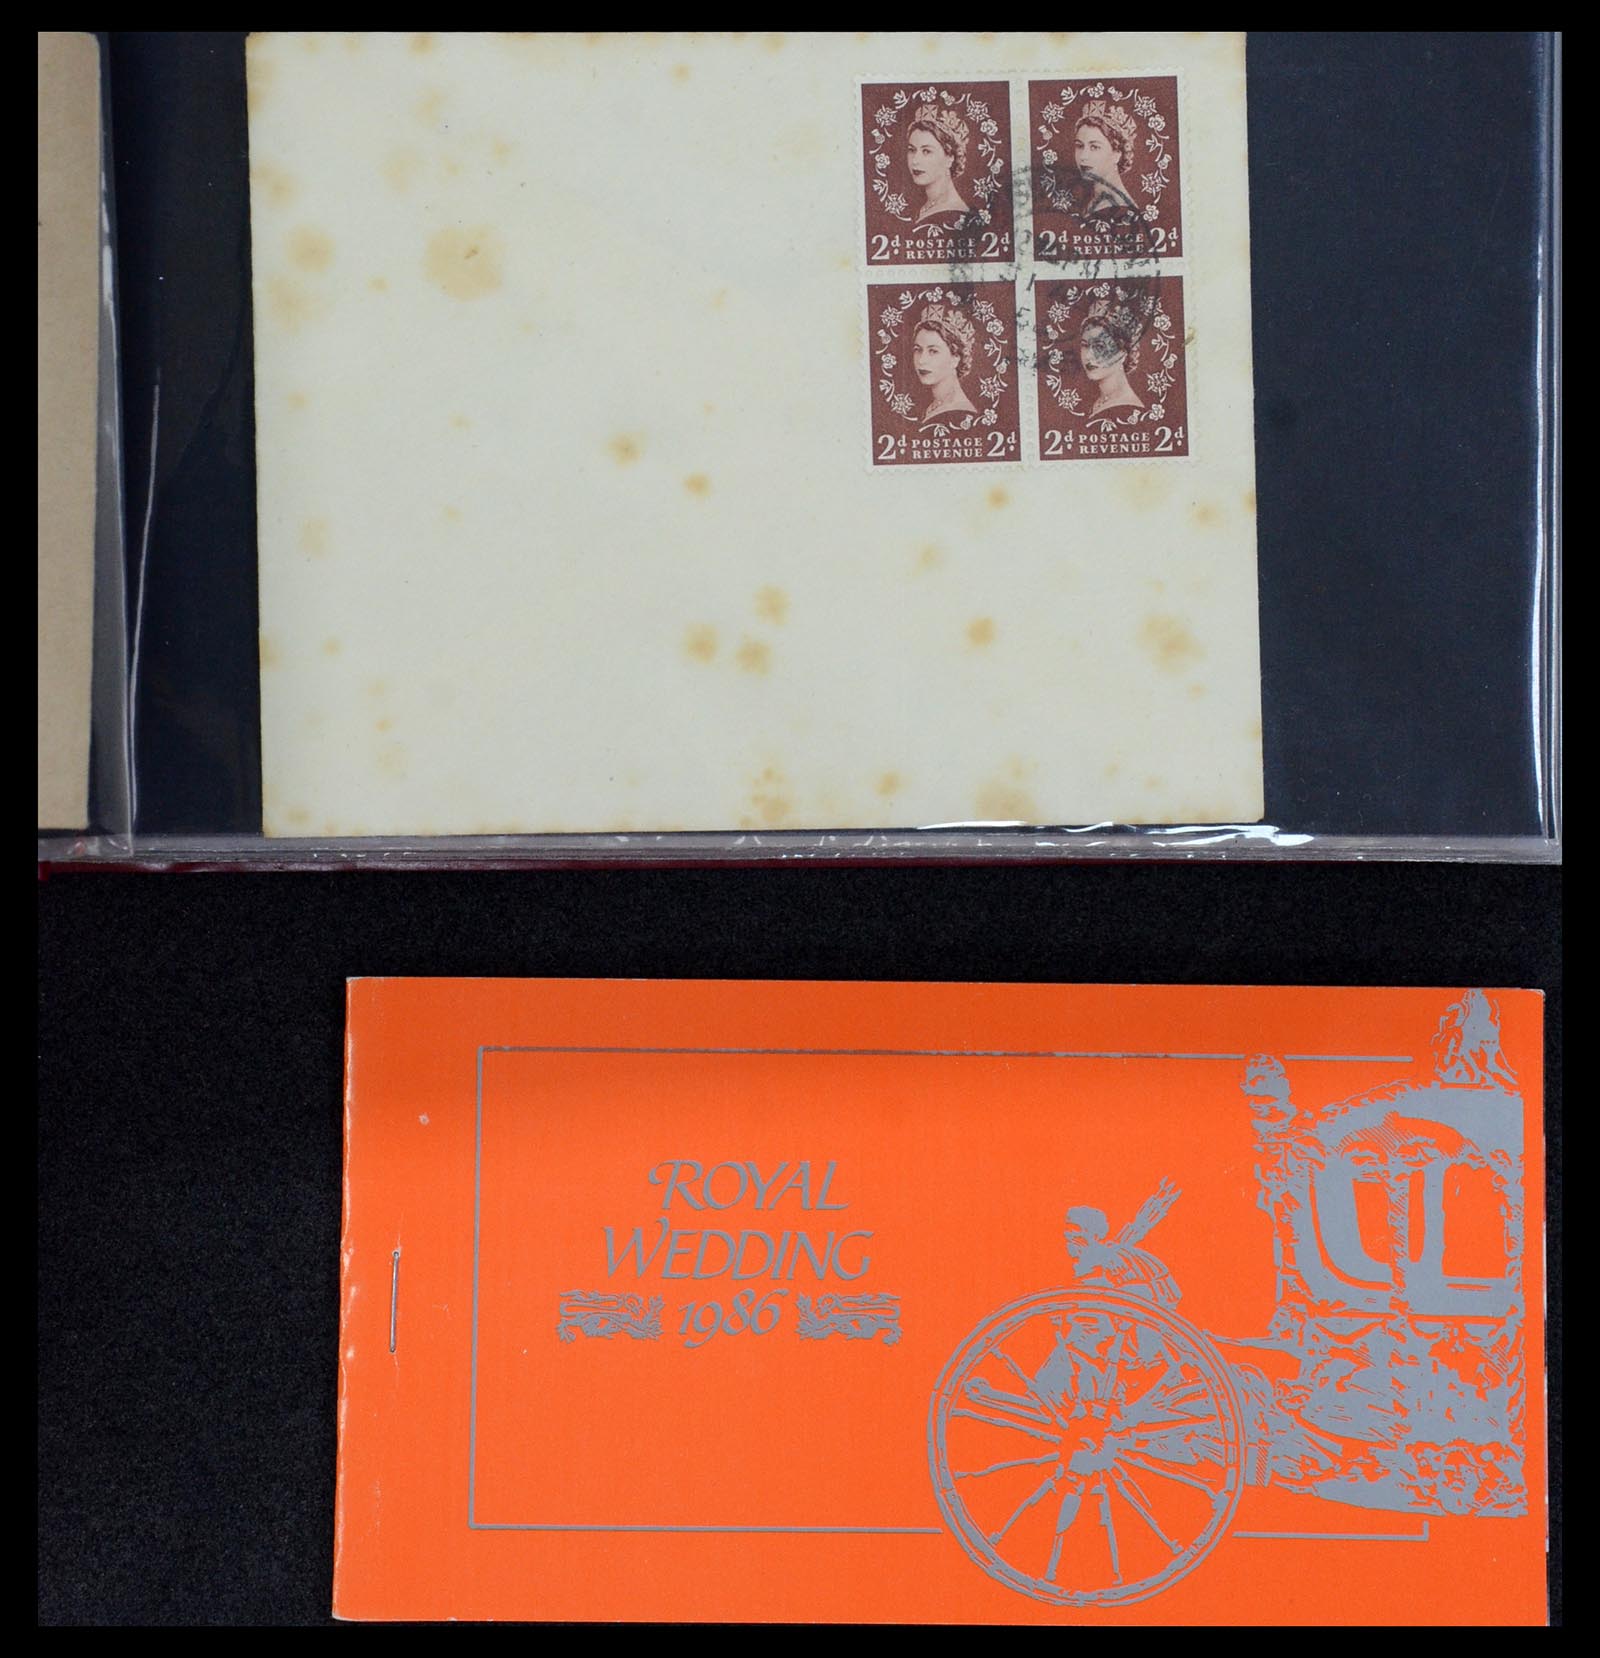 2d POSTAGE REVENUE 2d
2d POSTAGE REVENUE 2d
2d POSTAGE REVENUE 2d
2d POSTAGE REVENUE 2d
ROYAL
WEDDING
1986